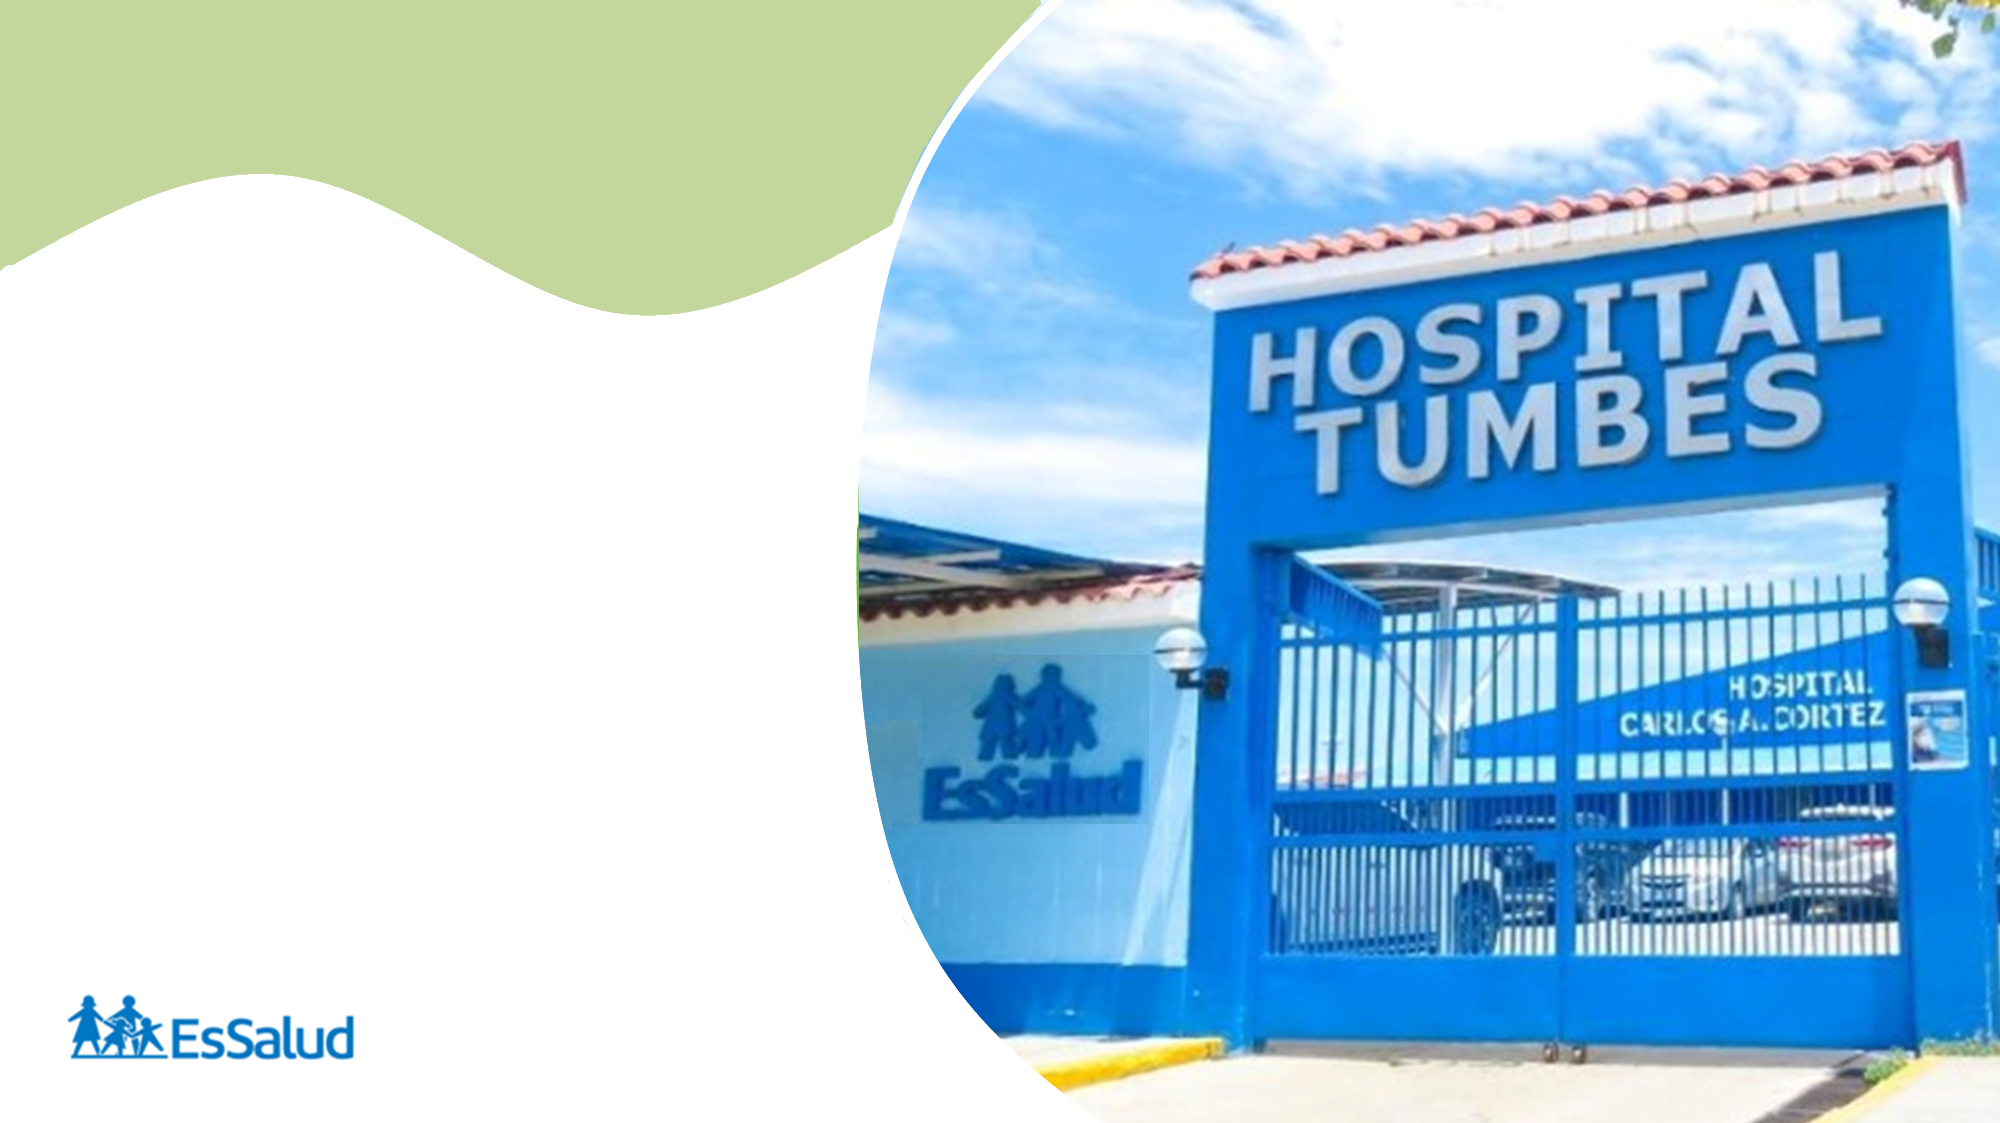 HOSPITAL
TUMBES
HOSPITAL
CARLOS A. CORTEZ
EsSalud
EsSalud